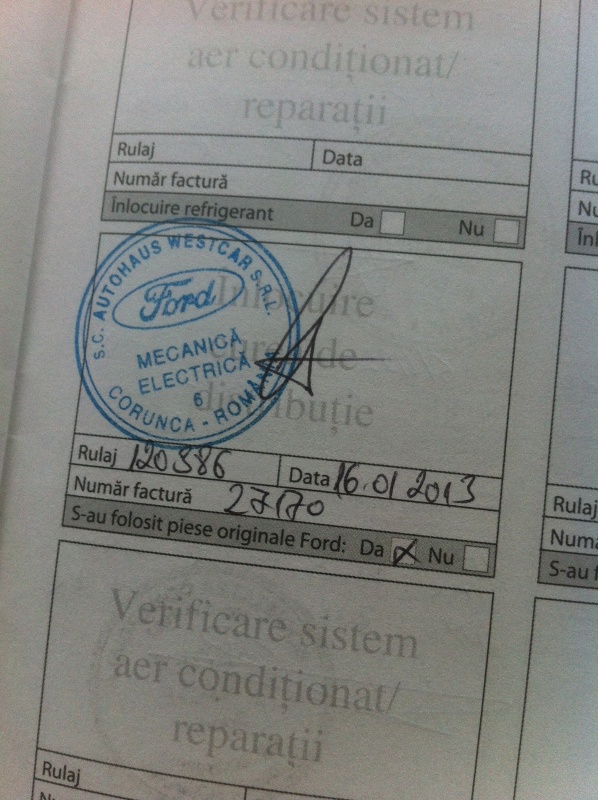 Verificare sistem
aer condiționat/
reparații
Rulaj
Data
Număr factură
Înlocuire refrigerant Da Nu
Înlocuire
curea de
distribuție
S.C. AUTOHAUS WESTCAR S.R.L.
Ford
MECANICĂ
ELECTRICĂ
6
CORUNCA - ROMANIA
Rulaj 120386
Data 16.01 2013
Număr factură 27170
S-au folosit piese originale Ford: Da Nu
Verificare sistem
aer condiționat/
reparații
Rulaj
Ru
Nu
Înl
Rulaj
Numă
S-au f